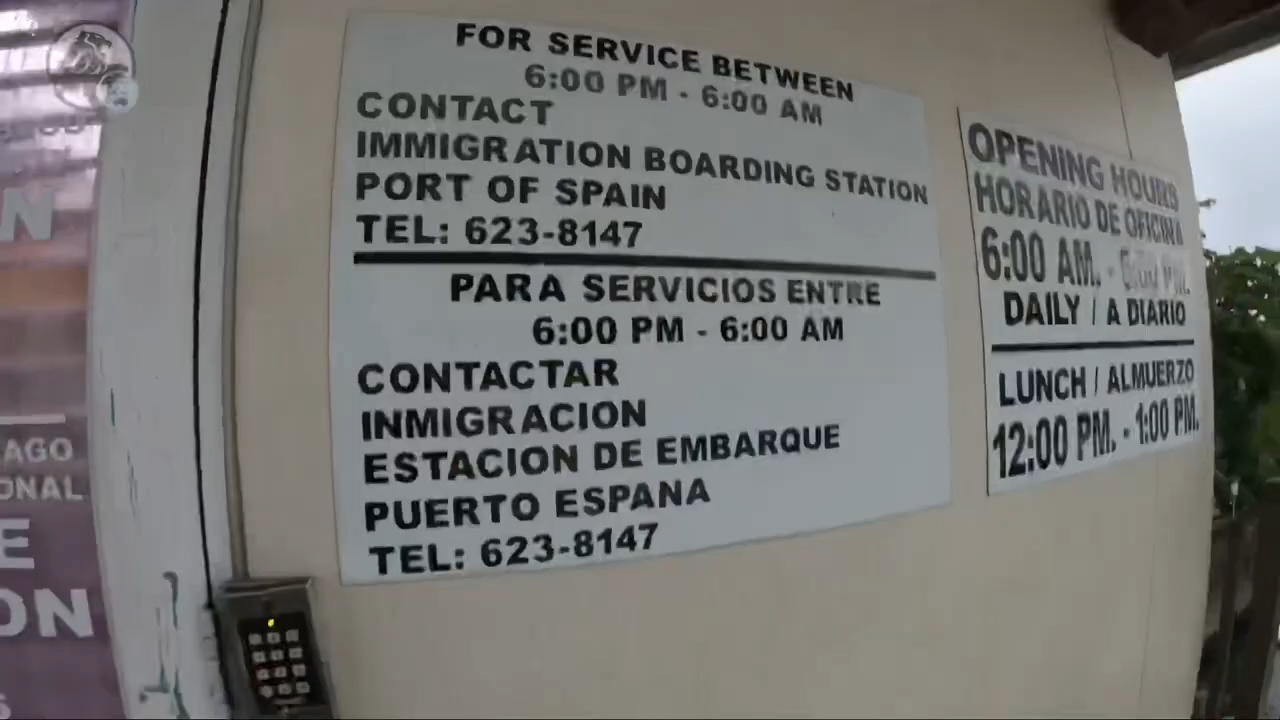 FOR SERVICE BETWEEN
6:00 PM - 6:00 AM
CONTACT
IMMIGRATION BOARDING STATION
PORT OF SPAIN
TEL: 623-8147
PARA SERVICIOS ENTRE
6:00 PM - 6:00 AM
CONTACTAR
INMIGRACION
ESTACION DE EMBARQUE
PUERTO ESPANA
TEL: 623-8147
OPENING HOURS
HORARIO DE OFICINA
6:00 AM. - 6:00 PM.
DAILY / A DIARIO
LUNCH / ALMUERZO
12:00 PM. - 1:00 PM.
N
AGO
ONAL
E
ON